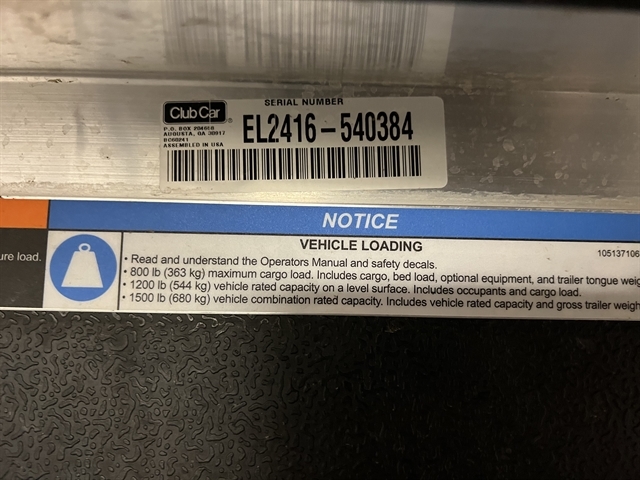 Club Car
SERIAL NUMBER
P.O. BOX 204658
AUGUSTA, GA 30917
ASSEMBLED IN USA
EL2416-540384
NOTICE
VEHICLE LOADING
105137106
ure load.
• Read and understand the Operators Manual and safety decals.
• 800 lb (363 kg) maximum cargo load. Includes cargo, bed load, optional equipment, and trailer tongue weig
• 1200 lb (544 kg) vehicle rated capacity on a level surface. Includes occupants and cargo load.
• 1500 lb (680 kg) vehicle combination rated capacity. Includes vehicle rated capacity and gross trailer weigh